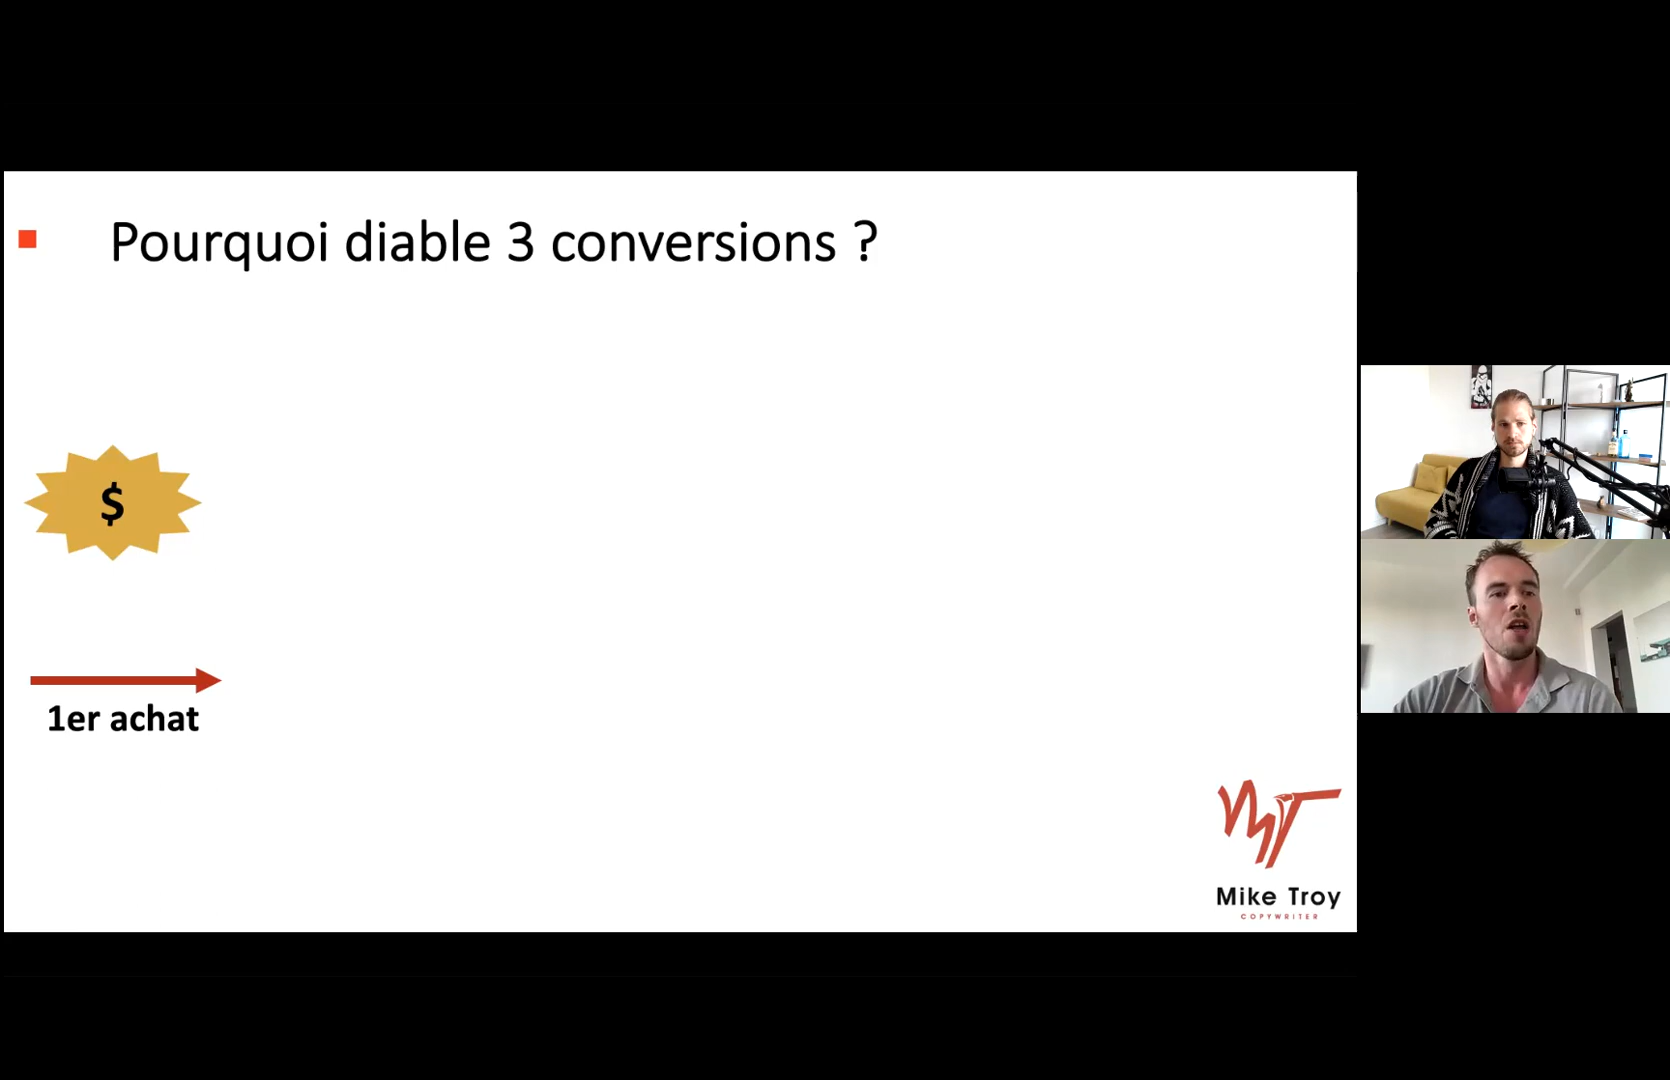 Pourquoi diable 3 conversions ?
$
1er achat
Mike Troy
COPYWRITER